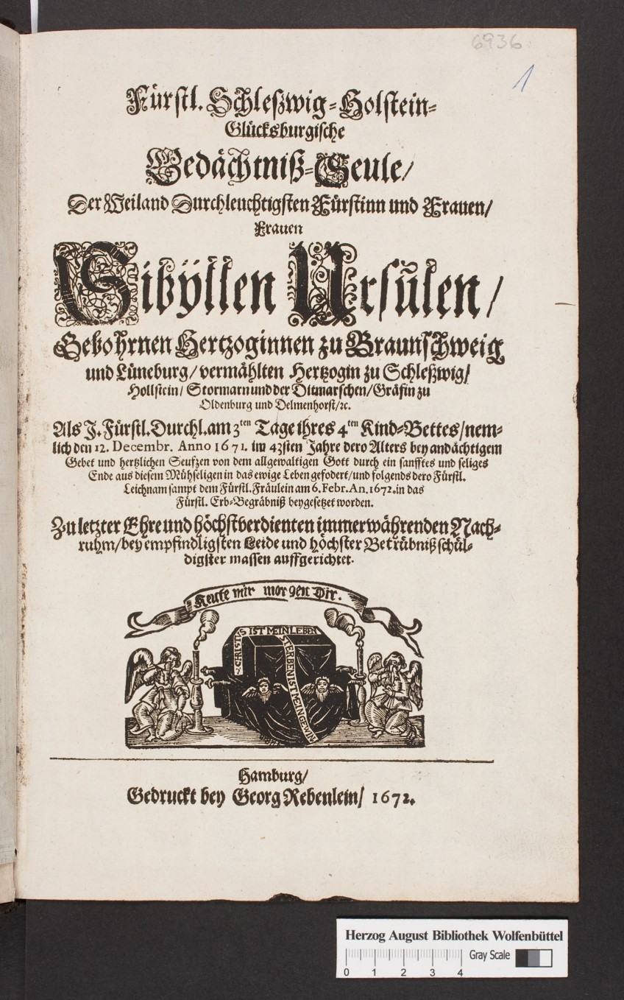 6936
1
Fürstl. Schleßwig-Holstein-
Glücksburgische
Gedächtniß-Seule/
Der Weiland Durchleuchtigsten Fürstinn und Frauen/
Frauen
Sibÿllen Ursũlen/
Gebohrnen Hertzoginnen zu Braunschweig
und Lüneburg/ vermählten Hertzogin zu Schleßwig/
Hollstein/ Stormarn und der Ditmarschen/ Gräfin zu
Oldenburg und Delmenhorst/ ꝛc.
Als J. Fürstl. Durchl. am 3ten Tage ihres 4ten Kind-Bettes/ nem-
lich den 12. Decembr. Anno 1671. im 43sten Jahre dero Alters bey andächtigem
Gebet und hertzlichen Seufzen von dem allgewaltigen Gott durch ein sanfftes und seliges
Ende aus diesem Mühseligen in das ewige Leben gefodert/ und folgends dero Fürstl.
Leichnam sampt dem Fürstl. Fräulein am 6. Febr. An. 1672. in das
Fürstl. Erb-Begräbniß beygesetzet worden.
Zu letzter Ehre und höchstverdienten immerwährenden Nach-
ruhm/ bey empfindligsten Leide und höchster Betrübniß schül-
digster massen auffgerichtet.
Heute mir morgen Dir.
CHRISTUS IST MEIN LEBEN
STERBEN IST MEIN GEWIN
Hamburg/
Gedruckt bey Georg Rebenlein/ 1672.
Herzog August Bibliothek Wolfenbüttel
Gray Scale
0 1 2 3 4